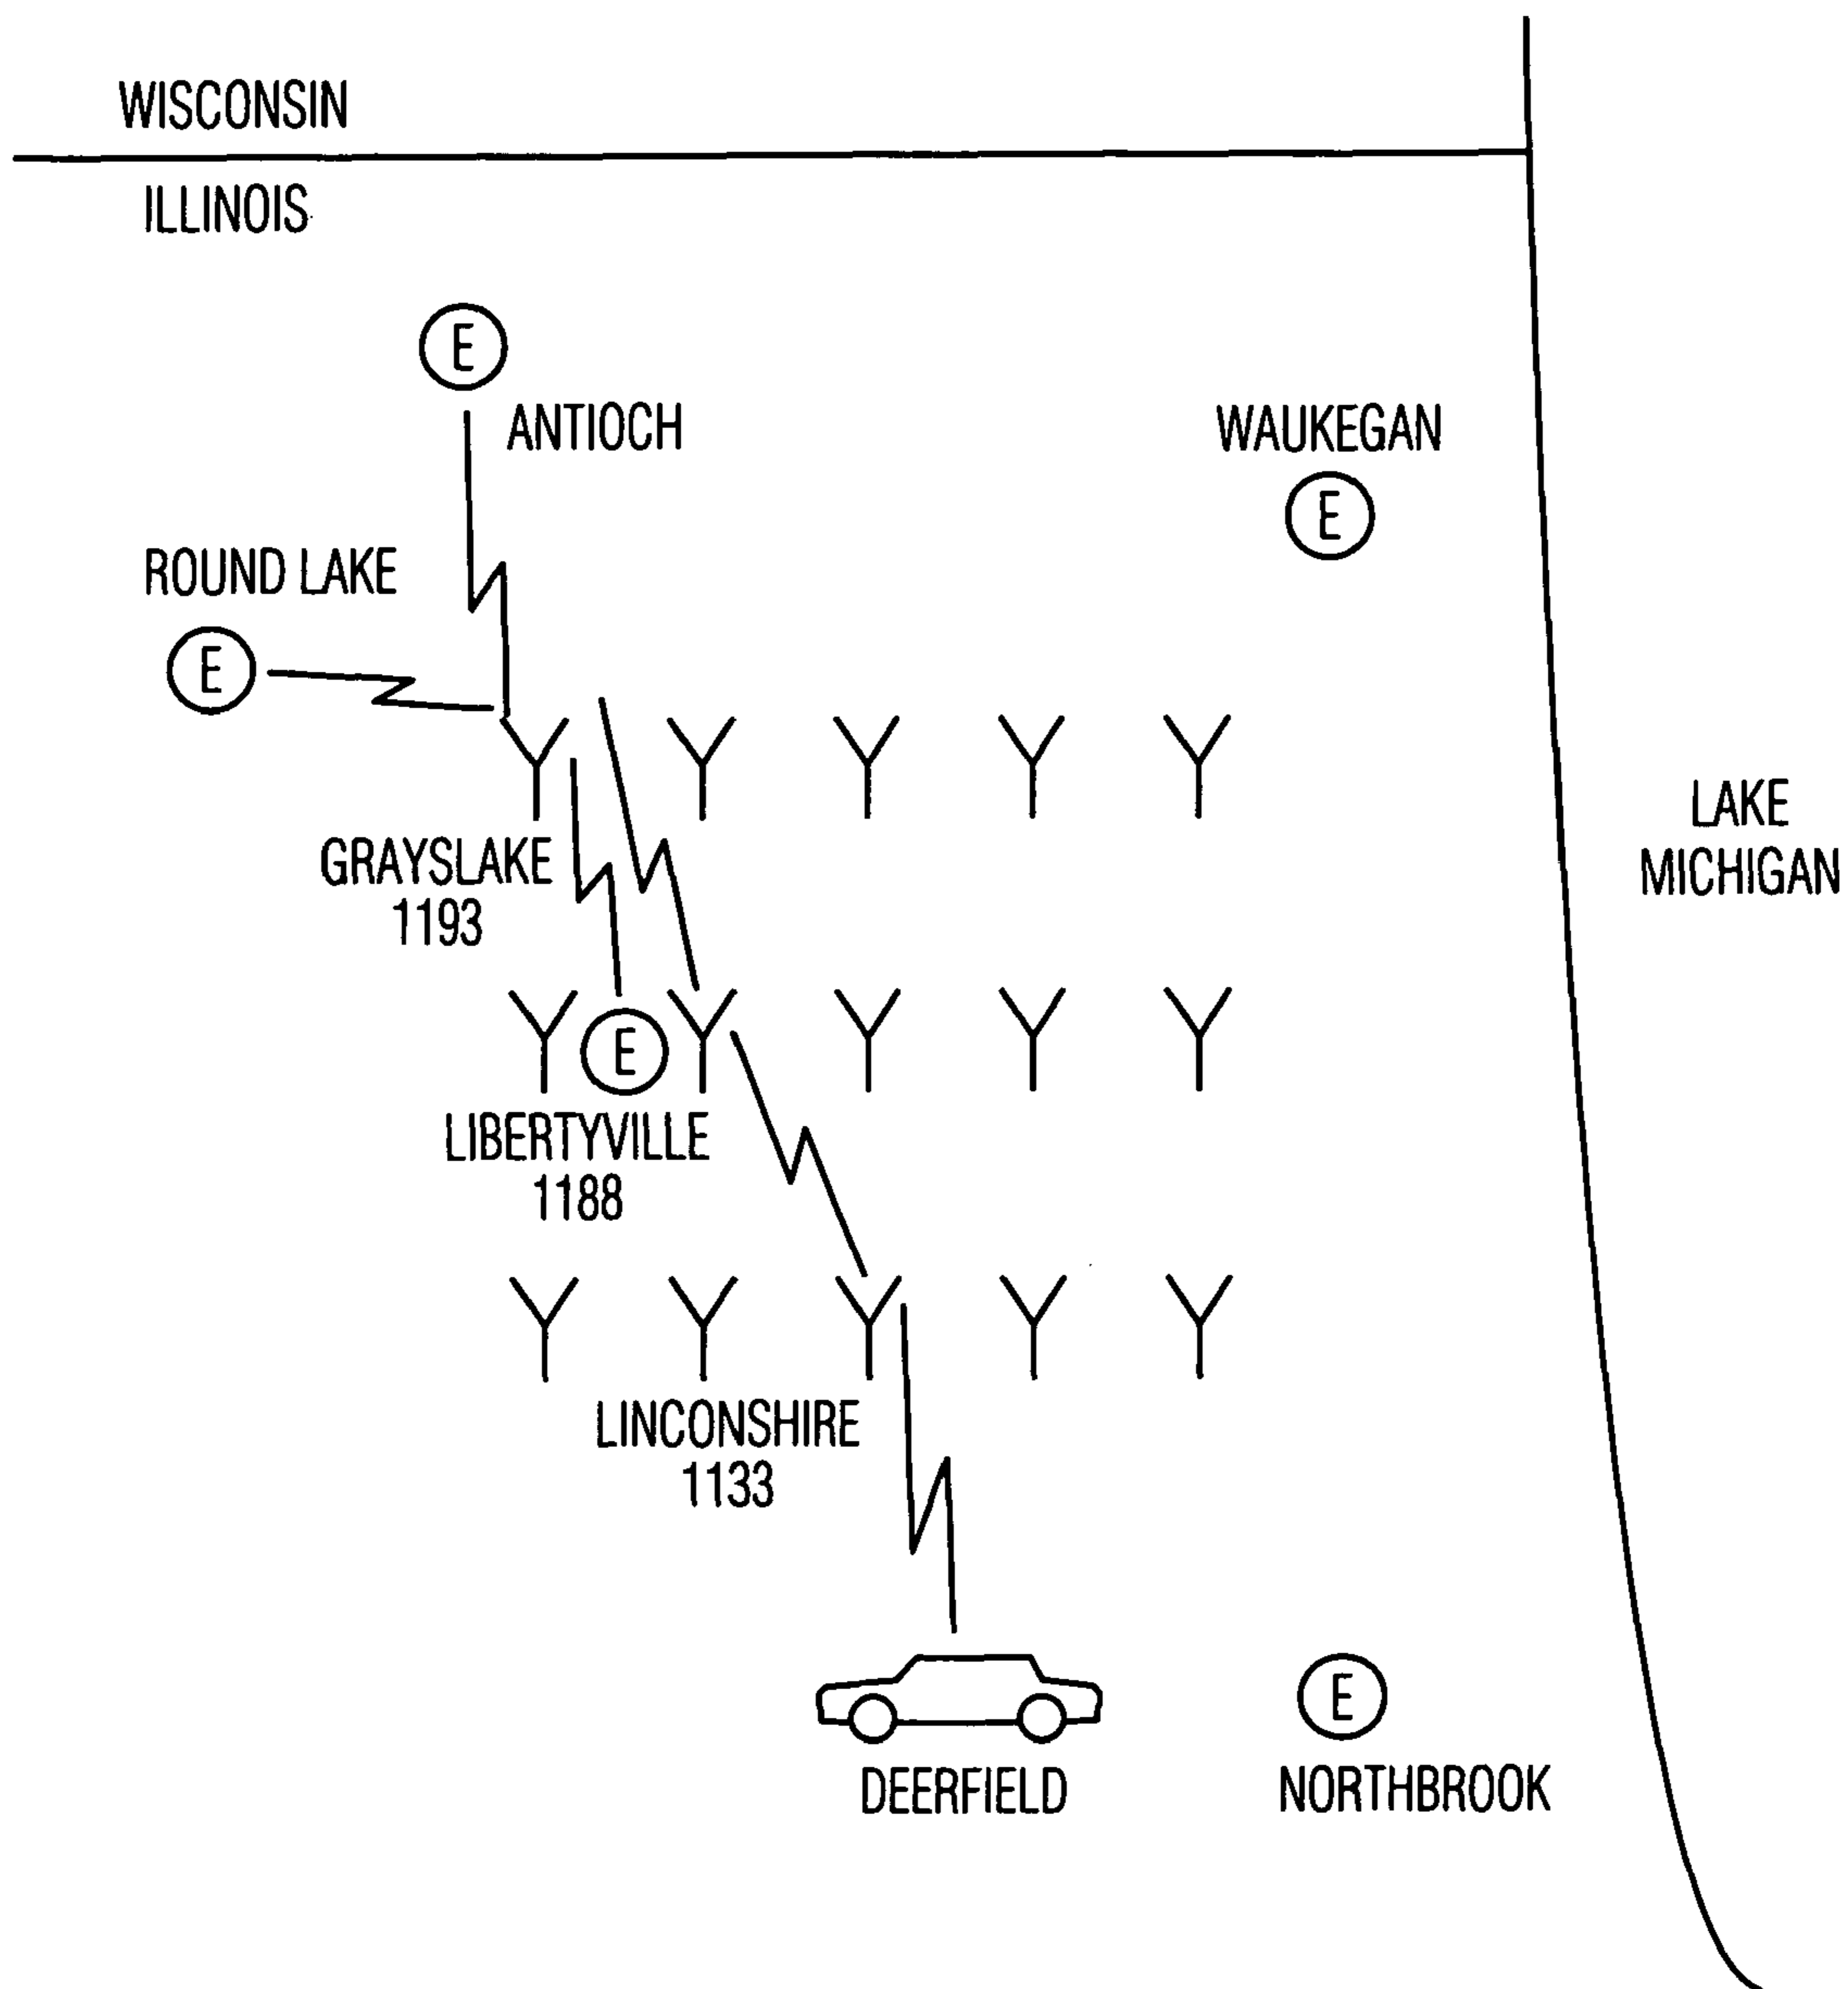 WISCONSIN
ILLINOIS
E
ANTIOCH
WAUKEGAN
E
ROUND LAKE
E
LAKE
MICHIGAN
GRAYSLAKE
1193
E
LIBERTYVILLE
1188
LINCONSHIRE
1133
E
DEERFIELD
NORTHBROOK